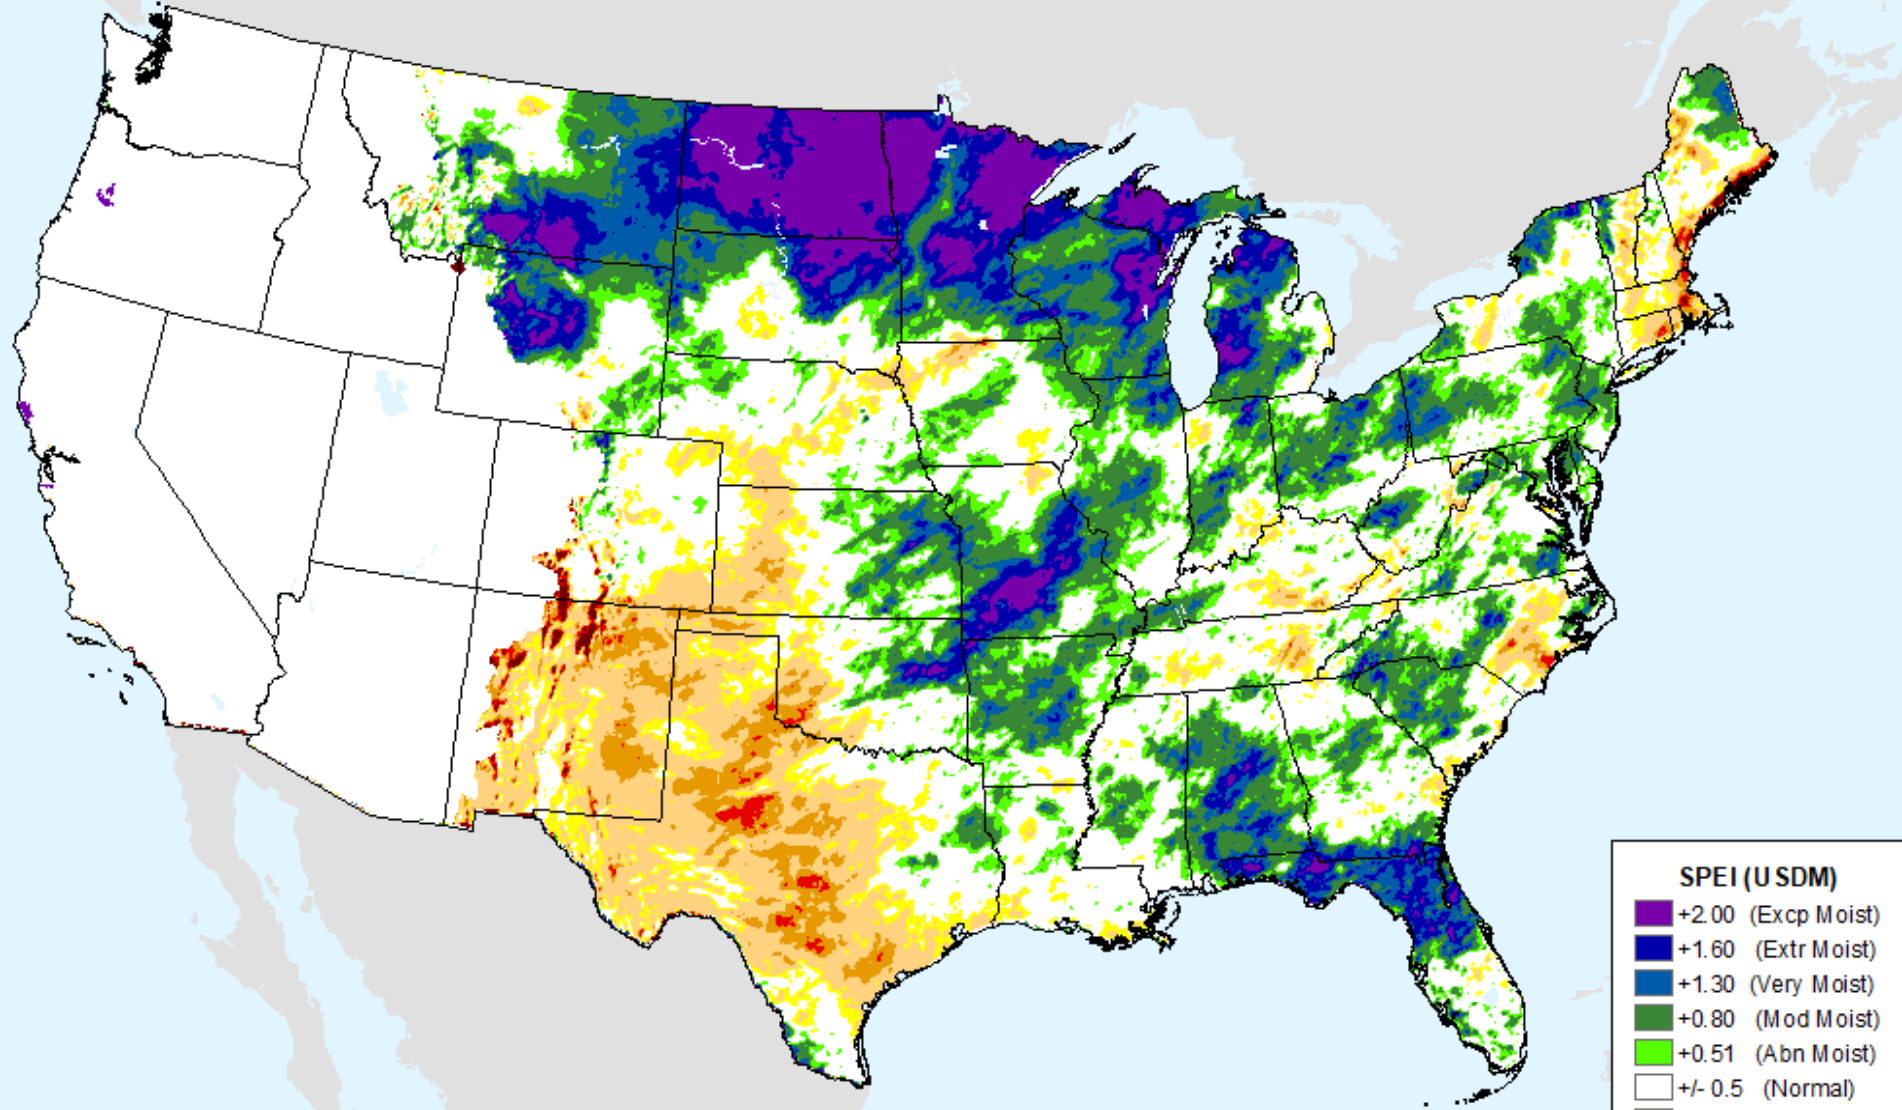 SPEI (USDM)
+2.00 (Excp Moist)
+1.60 (Extr Moist)
+1.30 (Very Moist)
+0.80 (Mod Moist)
+0.51 (Abn Moist)
+/- 0.5 (Normal)